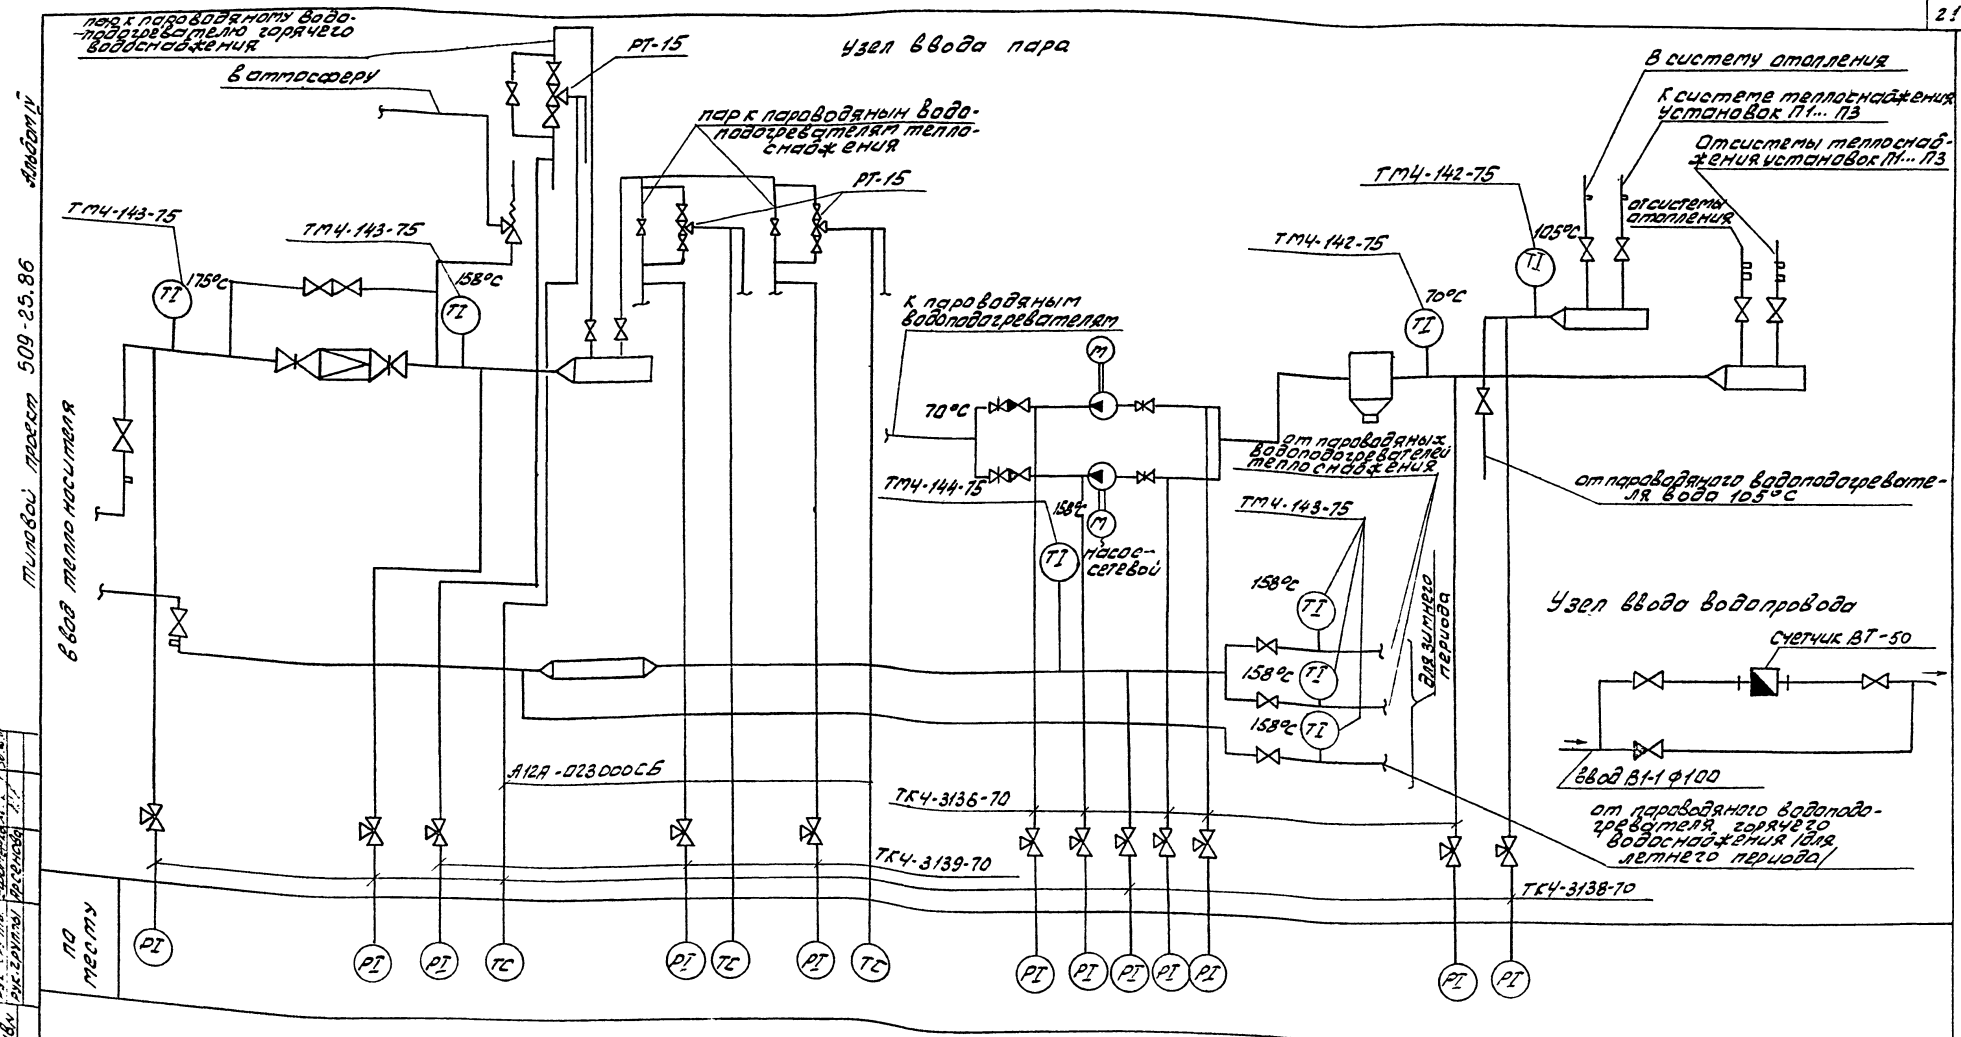 21
Узел ввода пара
пар к пароводяному водо-
подогревателю горячего
водоснабжения
в атмосферу
РТ-15
пар к пароводяным водо-
подогревателям тепло-
снабжения
РТ-15
ТМ4-143-75
ТМ4-143-75
175°С
158°С
TI
TI
В систему отопления
К системе теплоснабжения
установок П1... П3
От системы теплоснаб-
жения установок П1... П3
от системы
отопления
ТМ4-142-75
ТМ4-142-75
105°С
70°С
TI
TI
к пароводяным
водоподогревателям
70°С
М
М
насос
сетевой
ТМ4-144-75
158°С
TI
от пароводяных
водоподогревателей
теплоснабжения
ТМ4-143-75
158°С
TI
158°С
TI
158°С
TI
для зимнего
периода
от пароводяного водоподогревате-
ля вода 105°С
Узел ввода водопровода
счетчик ВТ-50
ввод В1-1 ф100
от пароводяного водоподо-
гревателя горячего
водоснабжения /для
летнего периода/
А12А-023000СБ
ТК4-3136-70
ТК4-3139-70
ТК4-3138-70
PI
PI
PI
TC
PI
TC
PI
TC
PI
PI
PI
PI
PI
PI
PI
ввод теплоносителя
по
месту
типовой проект 509-25.86 Альбом IV
рук. группы Арсенова